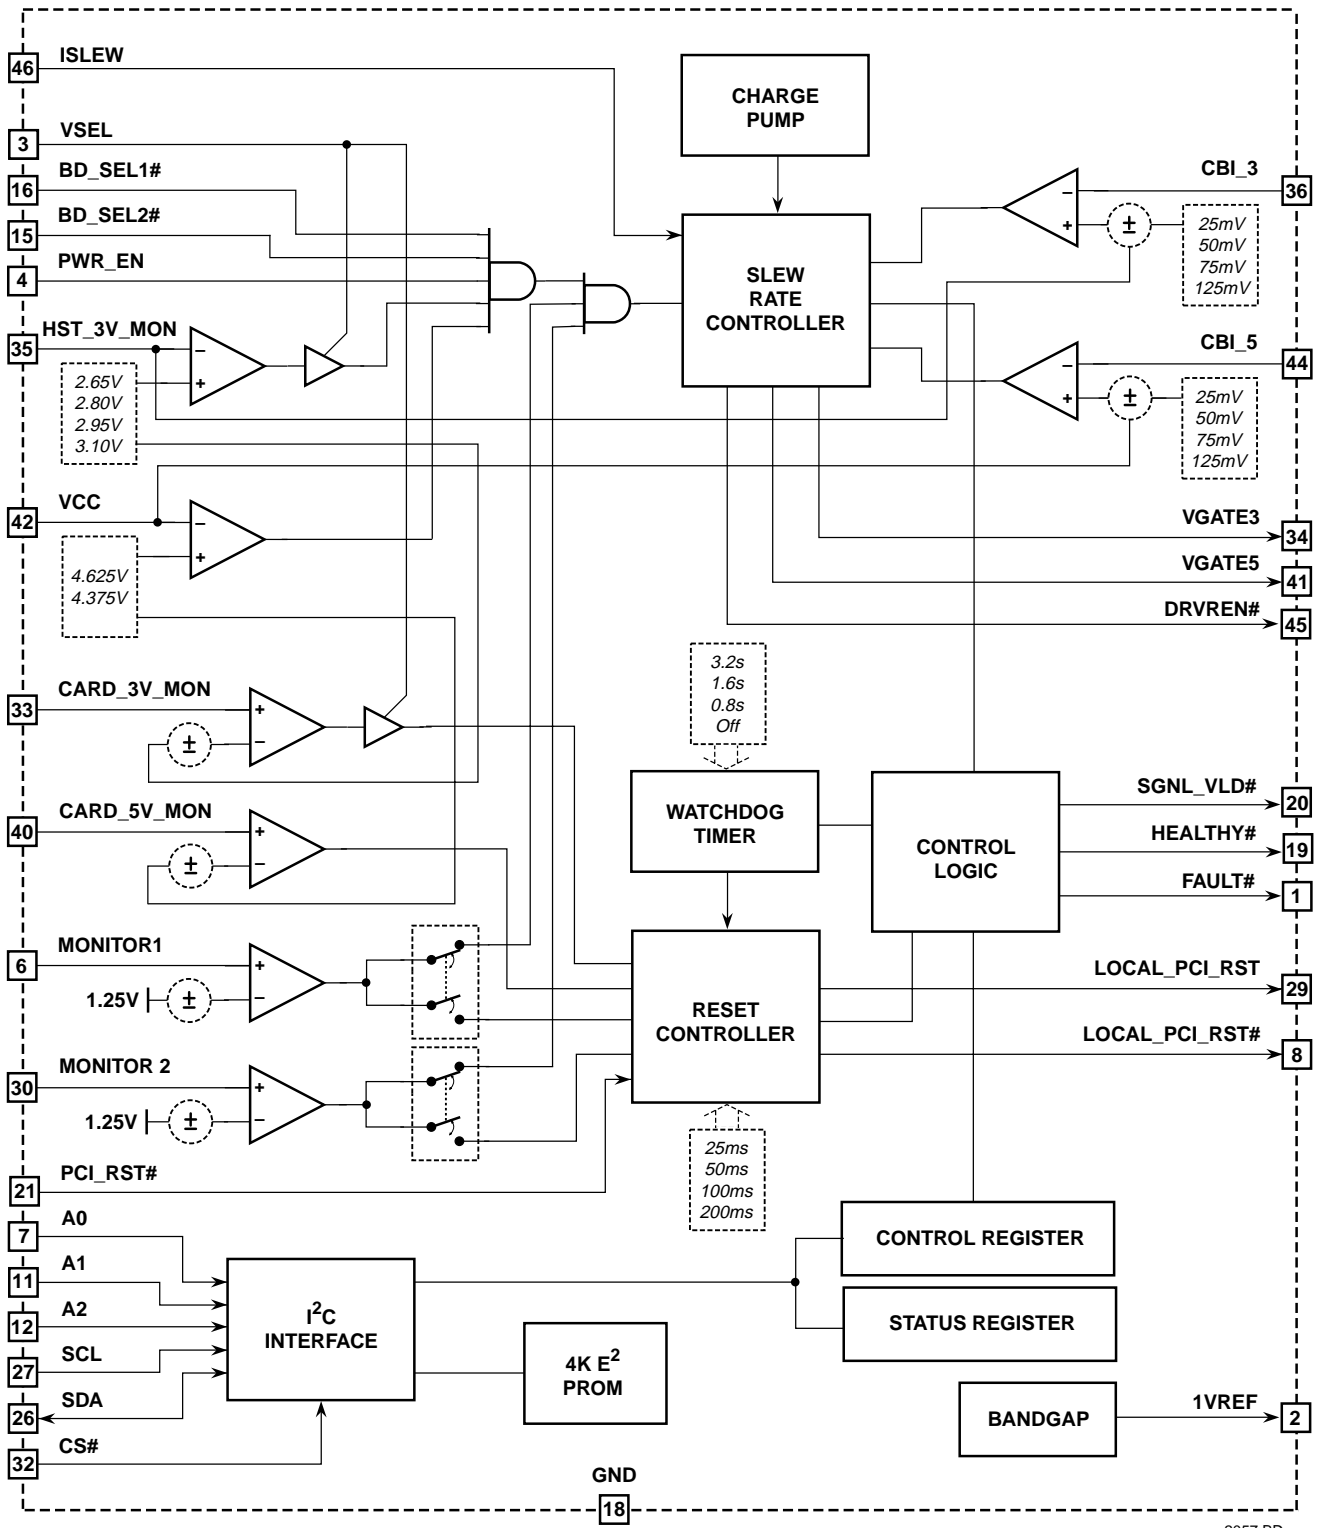 46 ISLEW
3 VSEL
16 BD_SEL1#
15 BD_SEL2#
4 PWR_EN
35 HST_3V_MON
−
+
2.65V
2.80V
2.95V
3.10V
42 VCC
−
+
4.625V
4.375V
33 CARD_3V_MON
+
−
±
40 CARD_5V_MON
+
−
±
6 MONITOR1
+
−
1.25V
±
30 MONITOR 2
+
−
1.25V
±
21 PCI_RST#
7 A0
11 A1
12 A2
27 SCL
26 SDA
32 CS#
I2C
INTERFACE
4K E2
PROM
GND
18
CHARGE
PUMP
SLEW
RATE
CONTROLLER
CBI_3 36
−
+
±
25mV
50mV
75mV
125mV
CBI_5 44
−
+
±
25mV
50mV
75mV
125mV
VGATE3 34
VGATE5 41
DRVREN# 45
3.2s
1.6s
0.8s
Off
WATCHDOG
TIMER
CONTROL
LOGIC
SGNL_VLD# 20
HEALTHY# 19
FAULT# 1
RESET
CONTROLLER
LOCAL_PCI_RST 29
LOCAL_PCI_RST# 8
25ms
50ms
100ms
200ms
CONTROL REGISTER
STATUS REGISTER
BANDGAP
1VREF 2